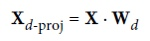 X_{d-proj} = X · W_d